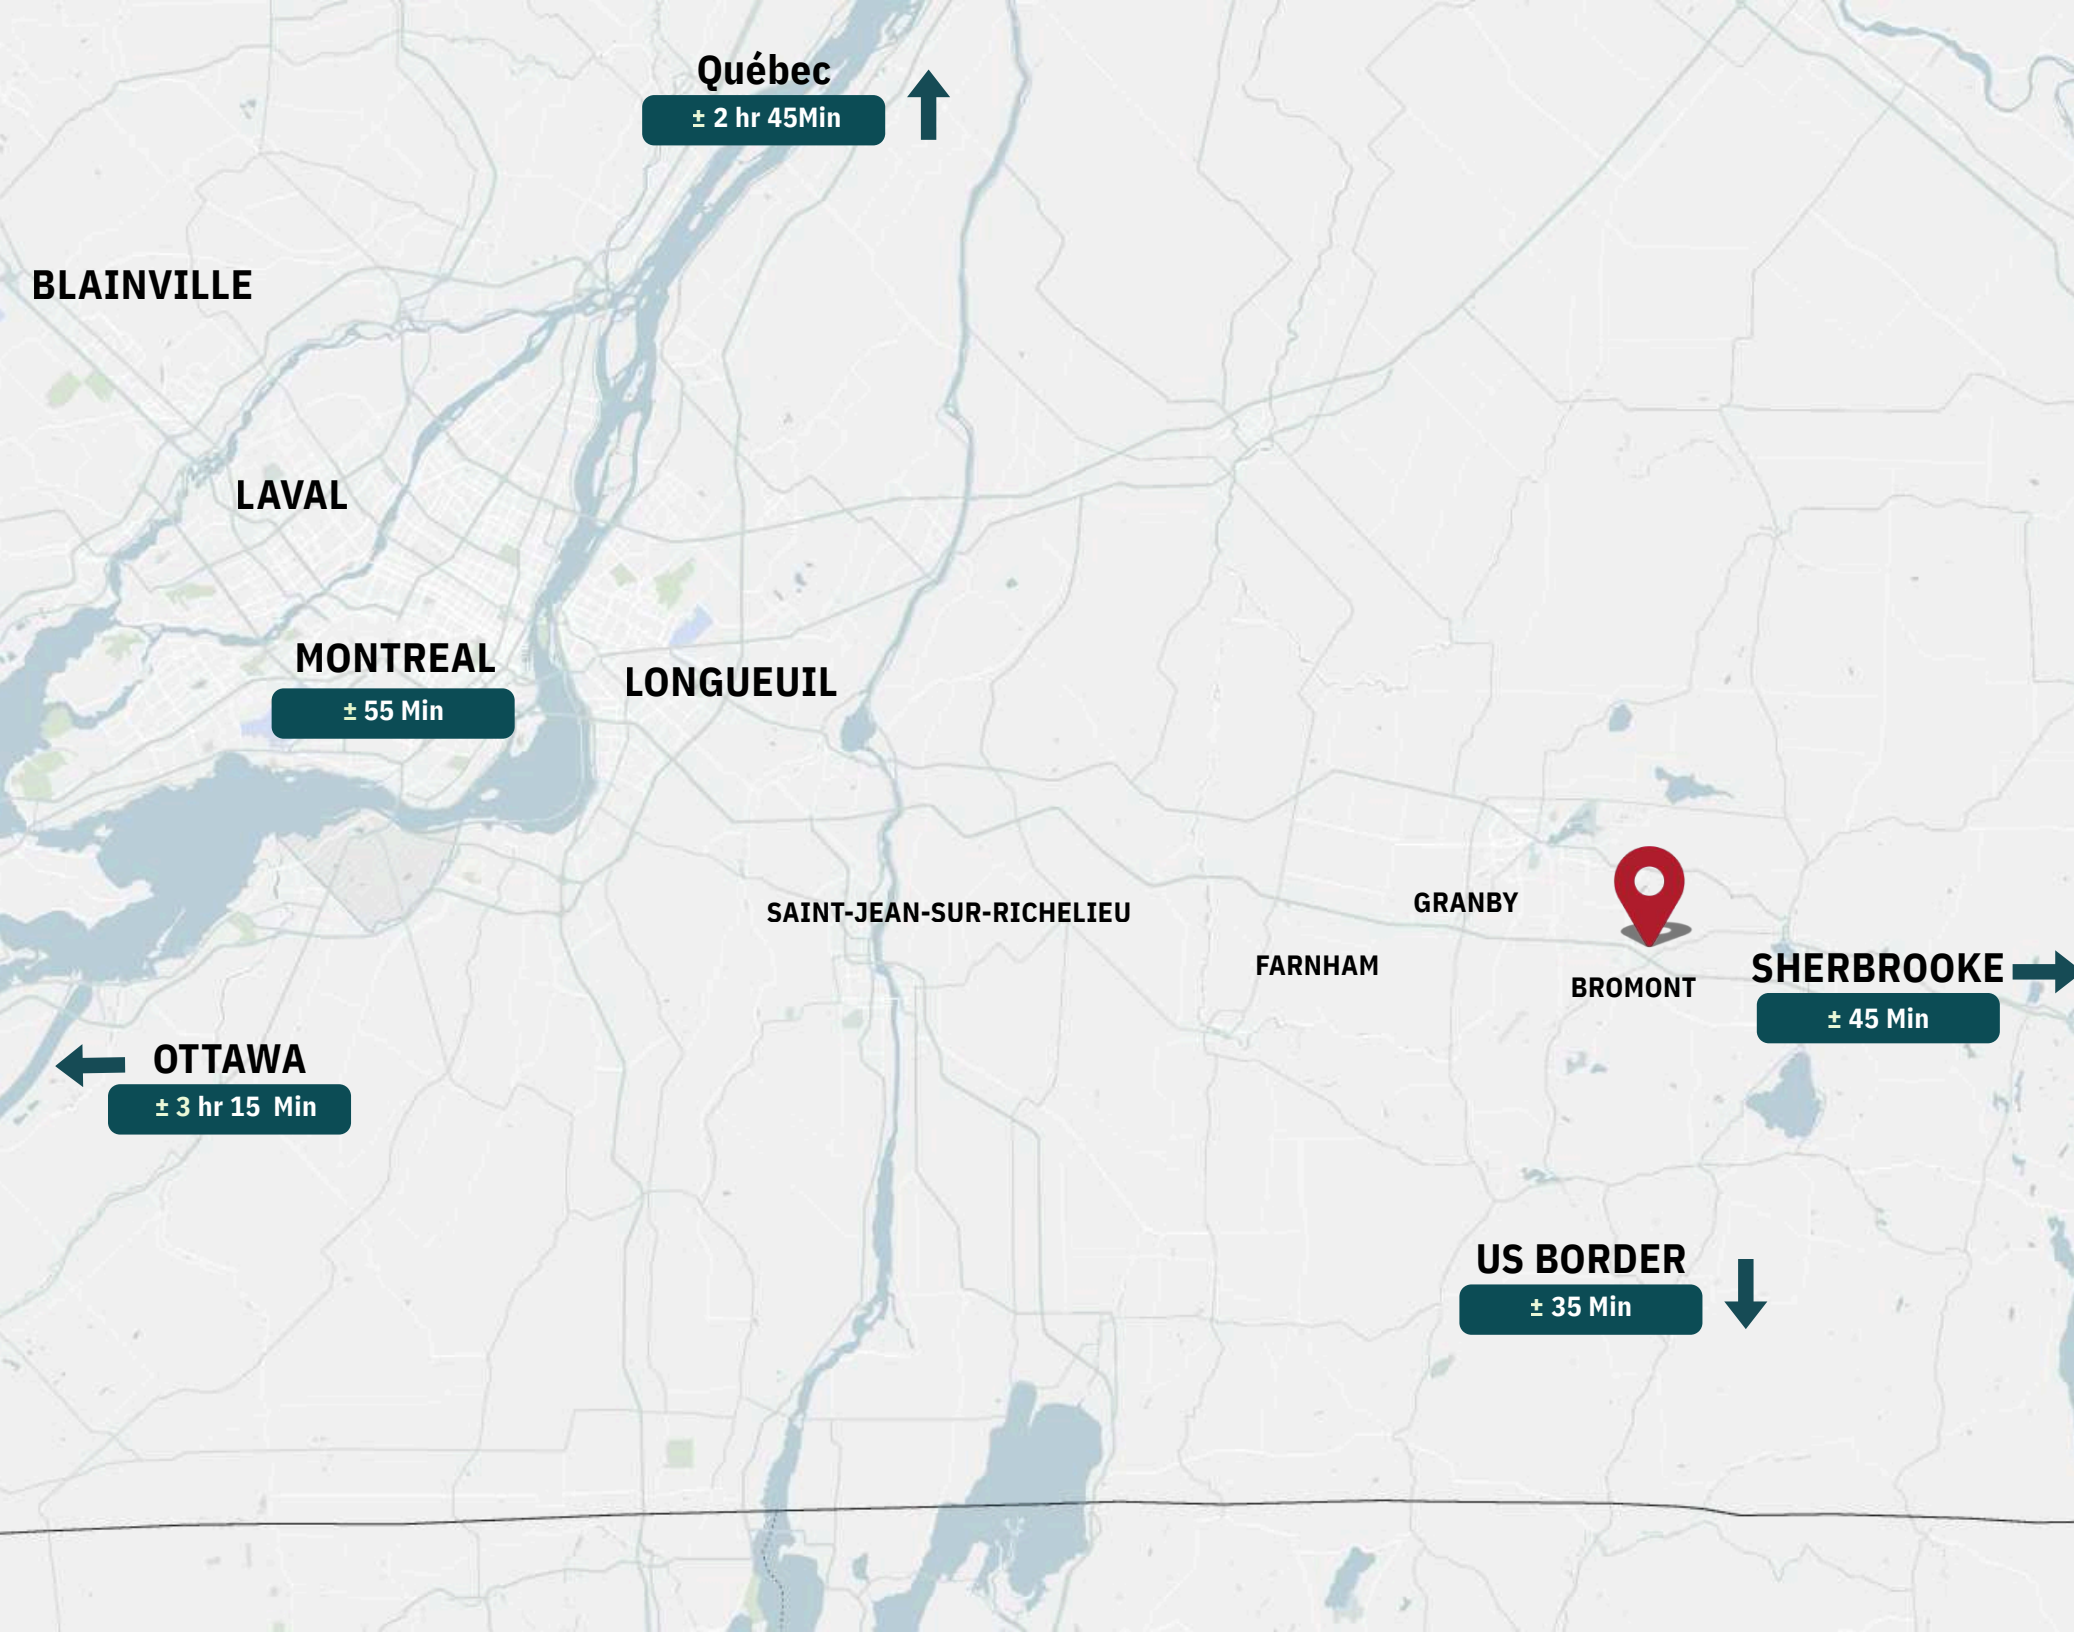 Québec
± 2 hr 45Min
BLAINVILLE
LAVAL
MONTREAL
± 55 Min
LONGUEUIL
SAINT-JEAN-SUR-RICHELIEU
GRANBY
FARNHAM
BROMONT
SHERBROOKE
± 45 Min
OTTAWA
± 3 hr 15  Min
US BORDER
± 35 Min